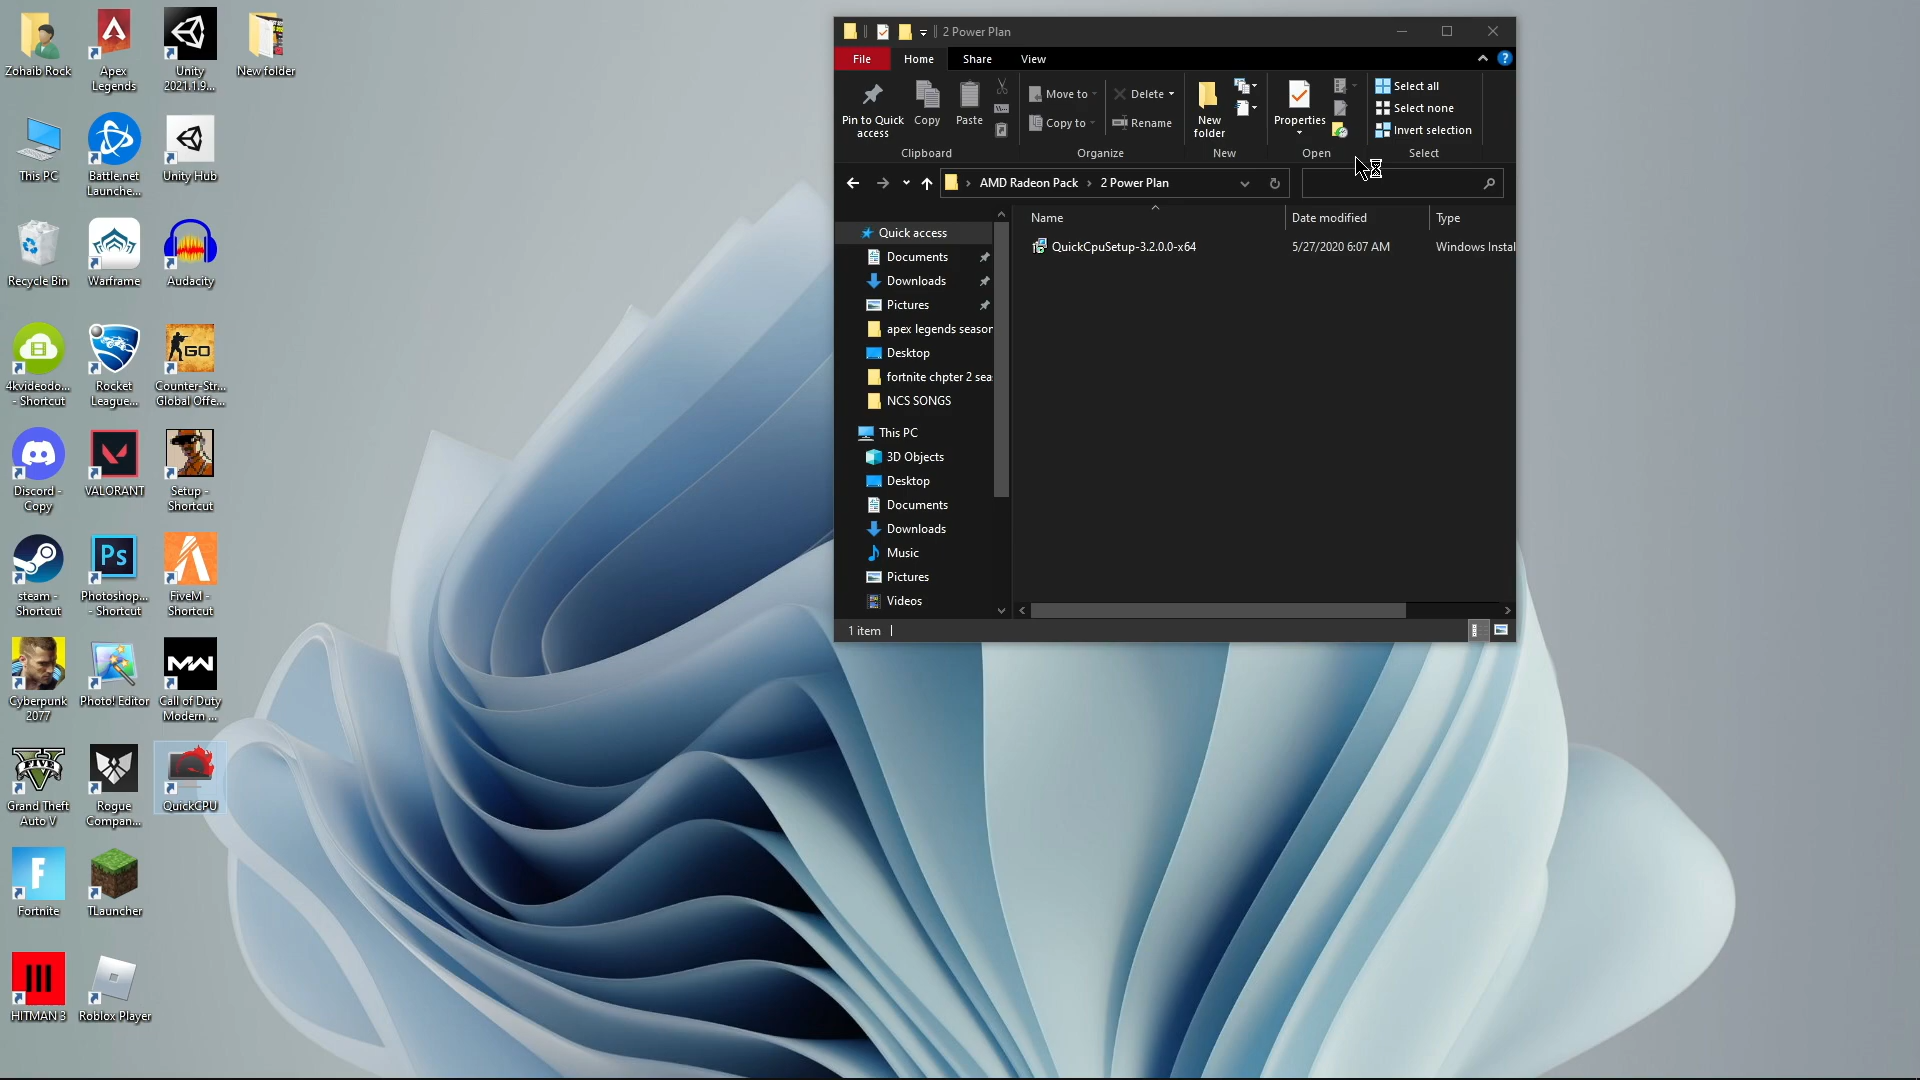 Zohaib Rock
Apex
Legends
Unity
2021.1.9...
New folder
This PC
Battle.net
Launche...
Unity Hub
Recycle Bin
Warframe
Audacity
4kvideodo...
- Shortcut
Rocket
League...
GO
Counter-Str...
Global Offe...
Discord -
Copy
VALORANT
Setup -
Shortcut
steam -
Shortcut
Ps
Photoshop...
- Shortcut
FiveM -
Shortcut
Cyberpunk
2077
Photo! Editor
MW
Call of Duty
Modern ...
FIVE
Grand Theft
Auto V
Rogue
Compan...
QuickCPU
F
Fortnite
TLauncher
HITMAN 3
Roblox Player
2 Power Plan
File
Home
Share
View
Pin to Quick
access
Copy
Paste
Move to
Copy to
Delete
Rename
New
folder
Properties
Select all
Select none
Invert selection
Clipboard
Organize
New
Open
Select
AMD Radeon Pack
2 Power Plan
Name
Date modified
Type
QuickCpuSetup-3.2.0.0-x64
5/27/2020 6:07 AM
Windows Instal
Quick access
Documents
Downloads
Pictures
apex legends season
Desktop
fortnite chpter 2 sea
NCS SONGS
This PC
3D Objects
Desktop
Documents
Downloads
Music
Pictures
Videos
1 item